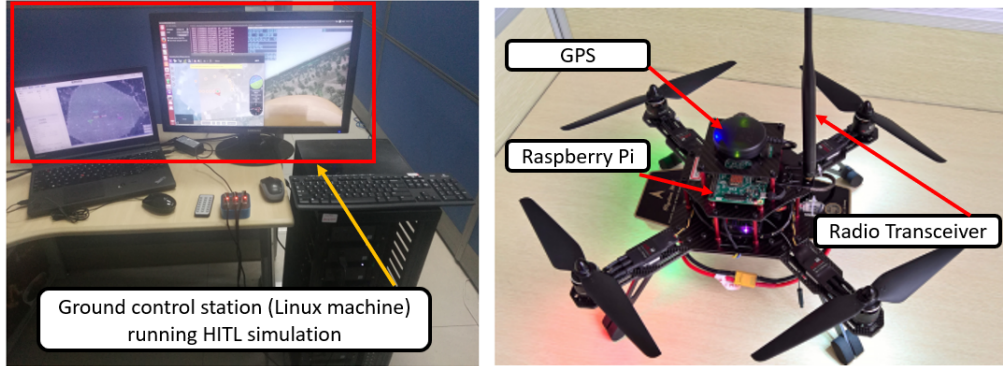 GPS
Raspberry Pi
Radio Transceiver
Ground control station (Linux machine)
running HITL simulation